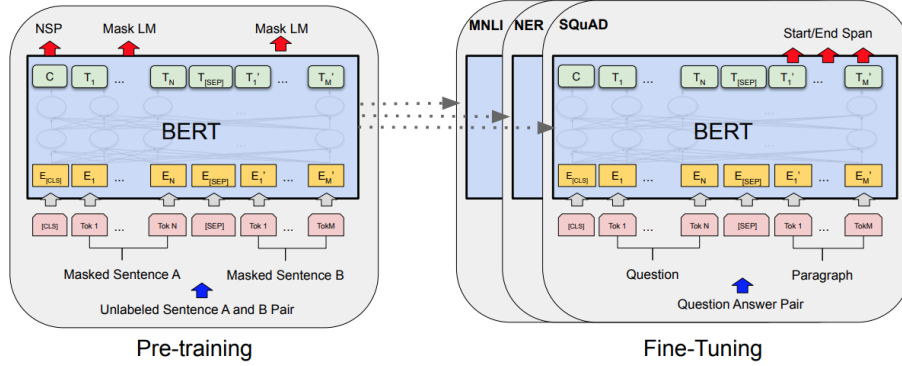 NSP Mask LM Mask LM
C T1 ... TN T[SEP] T1' ... TM'
BERT
E[CLS] E1 ... EN E[SEP] E1' ... EM'
[CLS] Tok 1 ... Tok N [SEP] Tok 1 ... TokM
Masked Sentence A Masked Sentence B
Unlabeled Sentence A and B Pair
Pre-training
MNLI NER SQuAD
Start/End Span
C T1 ... TN T[SEP] T1' ... TM'
BERT
E[CLS] E1 ... EN E[SEP] E1' ... EM'
[CLS] Tok 1 ... Tok N [SEP] Tok 1 ... TokM
Question Paragraph
Question Answer Pair
Fine-Tuning